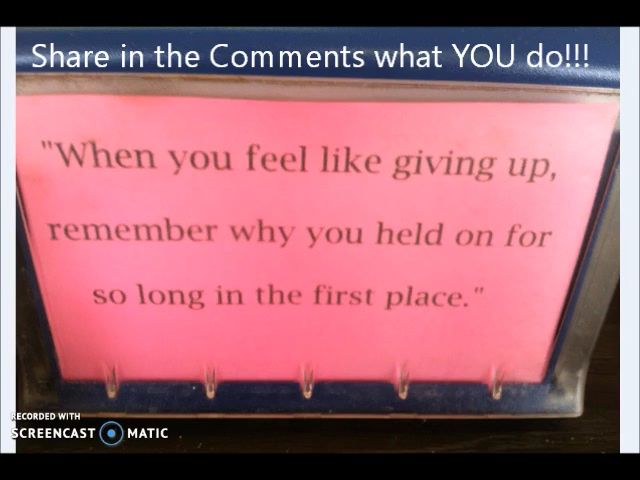 Share in the Comments what YOU do!!!
"When you feel like giving up,
remember why you held on for
so long in the first place."
RECORDED WITH
SCREENCAST MATIC